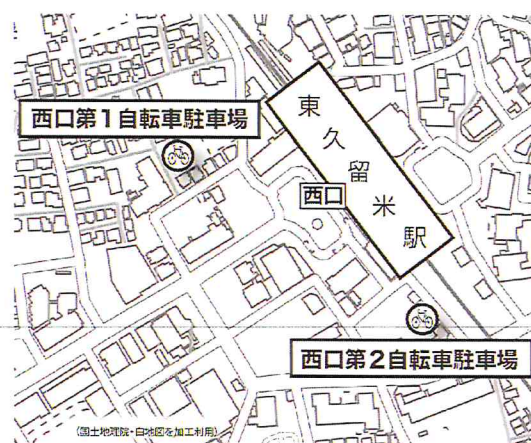 西口第1自転車駐車場
東久留米駅
西口
西口第2自転車駐車場
（国土地理院・白地図を加工利用）